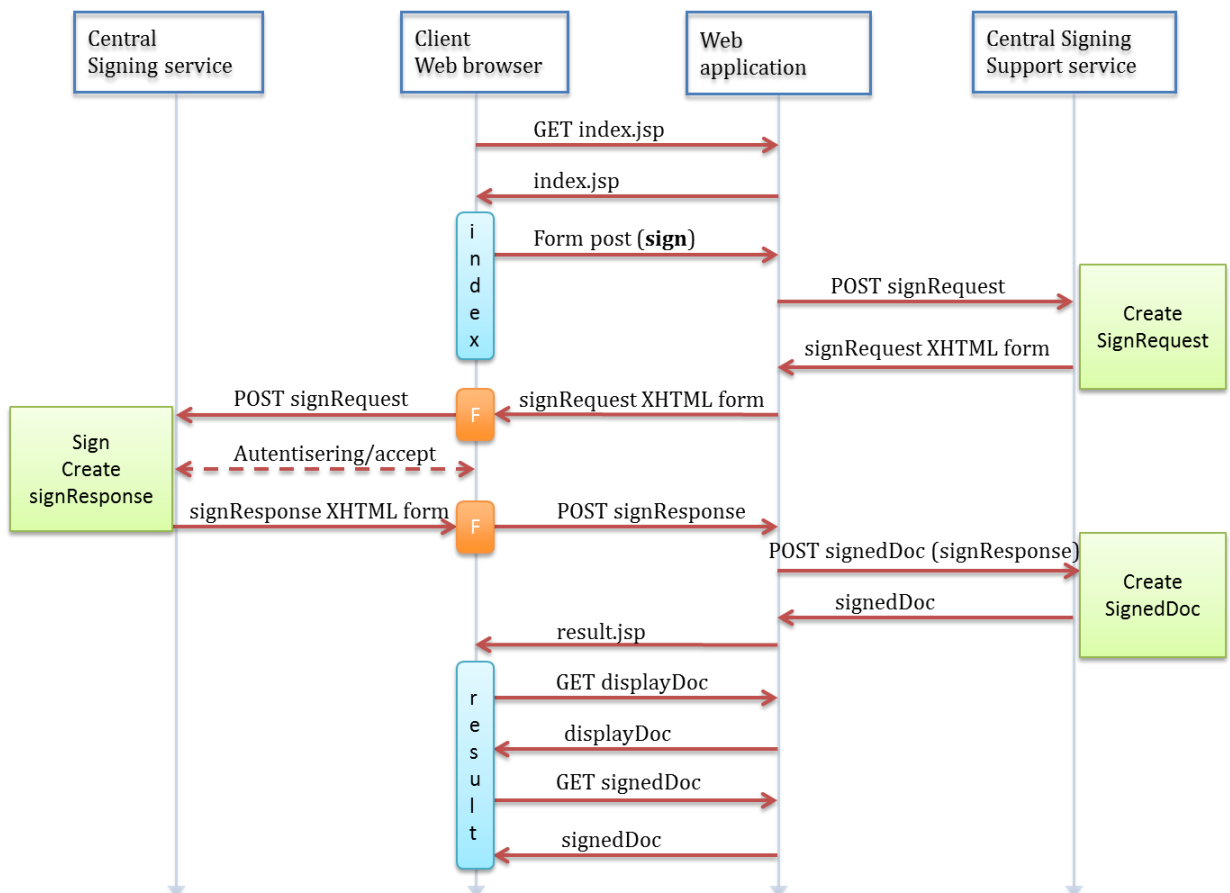 Central
Signing service
Client
Web browser
Web
application
Central Signing
Support service
GET index.jsp
index.jsp
i
n
d
e
x
Form post (sign)
POST signRequest
Create
SignRequest
signRequest XHTML form
signRequest XHTML form
F
POST signRequest
Sign
Create
signResponse
Autentisering/accept
signResponse XHTML form
F
POST signResponse
POST signedDoc (signResponse)
Create
SignedDoc
signedDoc
result.jsp
r
e
s
u
l
t
GET displayDoc
displayDoc
GET signedDoc
signedDoc